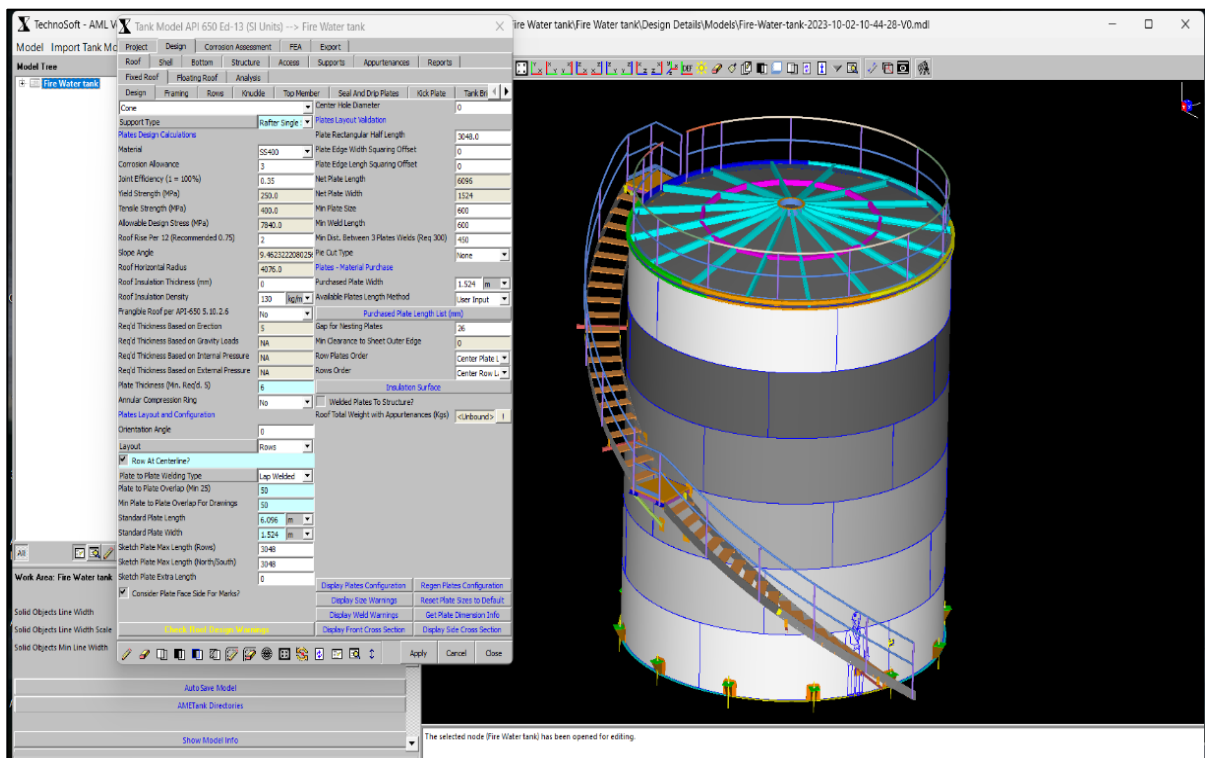 TechnoSoft - AML V
Tank Model API 650 Ed-13 (SI Units) --> Fire Water tank
ire Water tank\Fire Water tank\Design Details\Models\Fire-Water-tank-2023-10-02-10-44-28-V0.mdl
Model Import Tank Mo
Model Tree
Fire Water tank
Project Design Corrosion Assessment FEA Export
Roof Shell Bottom Structure Access Supports Appurtenances Reports
Fixed Roof Floating Roof Analysis
Design Framing Rows Knuckle Top Member Seal And Drip Plates Kick Plate Tank Bri
Cone
Support Type Rafter Single
Plates Design Calculations
Material SS400
Corrosion Allowance 3
Joint Efficiency (1 = 100%) 0.35
Yield Strength (MPa) 250.0
Tensile Strength (MPa) 400.0
Allowable Design Stress (MPa) 7840.0
Roof Rise Per 12 (Recommended 0.75) 2
Slope Angle 9.4623222080256
Roof Horizontal Radius 4076.0
Roof Insulation Thickness (mm) 0
Roof Insulation Density 130 kg/m
Frangible Roof per API-650 5.10.2.6 No
Req'd Thickness Based on Erection 5
Req'd Thickness Based on Gravity Loads NA
Req'd Thickness Based on Internal Pressure NA
Req'd Thickness Based on External Pressure NA
Plate Thickness (Min. Req'd. 5) 6
Annular Compression Ring No
Plates Layout and Configuration
Orientation Angle 0
Layout Rows
Row At Centerline?
Plate to Plate Welding Type Lap Welded
Plate to Plate Overlap (Min 25) 50
Min Plate to Plate Overlap For Drawings 50
Standard Plate Length 6.096 m
Standard Plate Width 1.524 m
Sketch Plate Max Length (Rows) 3048
Sketch Plate Max Length (North/South) 3048
Sketch Plate Extra Length 0
Consider Plate Face Side For Marks?
Check Roof Design Warnings
Center Hole Diameter 0
Plates Layout Validation
Plate Rectangular Half Length 3048.0
Plate Edge Width Squaring Offset 0
Plate Edge Lengh Squaring Offset 0
Net Plate Length 6096
Net Plate Width 1524
Min Plate Size 600
Min Weld Length 600
Min Dist. Between 3 Plates Welds (Req 300) 450
Pie Cut Type None
Plates - Material Purchase
Purchased Plate Width 1.524 m
Available Plates Length Method User Input
Purchased Plate Length List (mm)
Gap for Nesting Plates 26
Min Clearance to Sheet Outer Edge 0
Row Plates Order Center Plate L
Rows Order Center Row L
Insulation Surface
Welded Plates To Structure?
Roof Total Weight with Appurtenances (Kgs) <Unbound> !
Display Plates Configuration Regen Plates Configuration
Display Size Warnings Reset Plate Sizes to Default
Display Weld Warnings Get Plate Dimension Info
Display Front Cross Section Display Side Cross Section
Apply Cancel Close
All
Work Area: Fire Water tank
Solid Objects Line Width
Solid Objects Line Width Scale
Solid Objects Min Line Width
AutoSave Model
AMETank Directories
Show Model Info
The selected node (Fire Water tank) has been opened for editing.